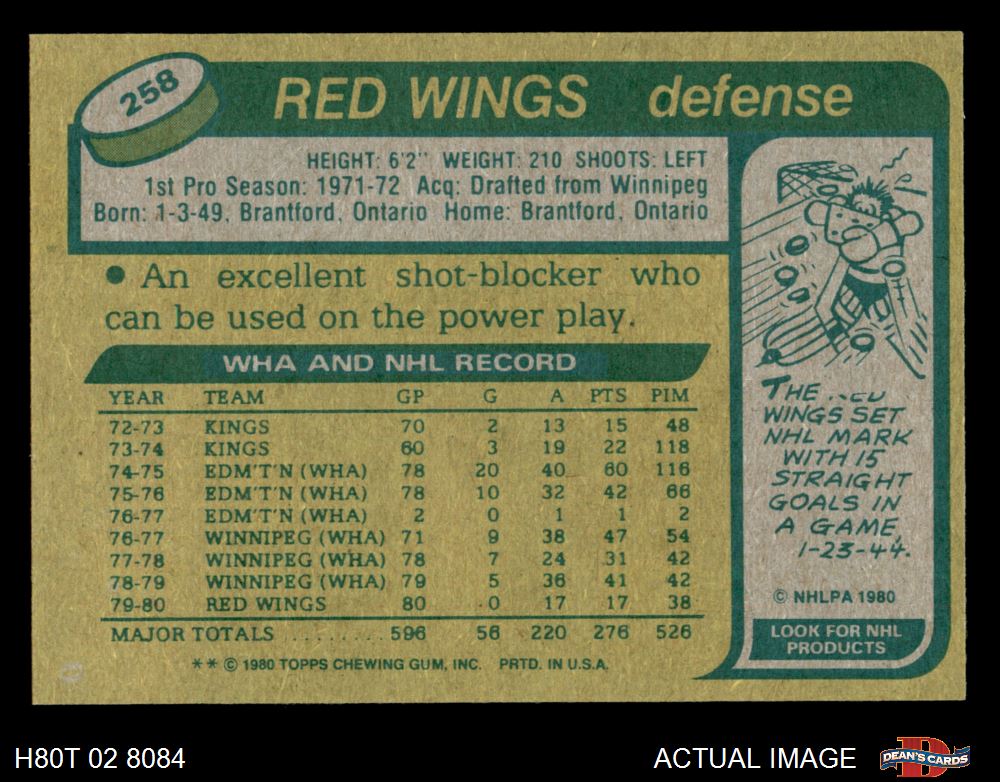 258
RED WINGS defense
HEIGHT: 6'2" WEIGHT: 210 SHOOTS: LEFT
1st Pro Season: 1971-72 Acq: Drafted from Winnipeg
Born: 1-3-49, Brantford, Ontario Home: Brantford, Ontario
● An excellent shot-blocker who
can be used on the power play.
WHA AND NHL RECORD
YEAR TEAM GP G A PTS PIM
72-73 KINGS 70 2 13 15 48
73-74 KINGS 60 3 19 22 118
74-75 EDM'T'N (WHA) 78 20 40 60 116
75-76 EDM'T'N (WHA) 78 10 32 42 66
76-77 EDM'T'N (WHA) 2 0 1 1 2
76-77 WINNIPEG (WHA) 71 9 38 47 54
77-78 WINNIPEG (WHA) 78 7 24 31 42
78-79 WINNIPEG (WHA) 79 5 36 41 42
79-80 RED WINGS 80 0 17 17 38
MAJOR TOTALS ......... 596 56 220 276 526
** © 1980 TOPPS CHEWING GUM, INC. PRTD. IN U.S.A.
THE
WINGS SET
NHL MARK
WITH 15
STRAIGHT
GOALS IN
A GAME,
1-23-44.
© NHLPA 1980
LOOK FOR NHL
PRODUCTS
H80T 02 8084
ACTUAL IMAGE
DEAN'S CARDS